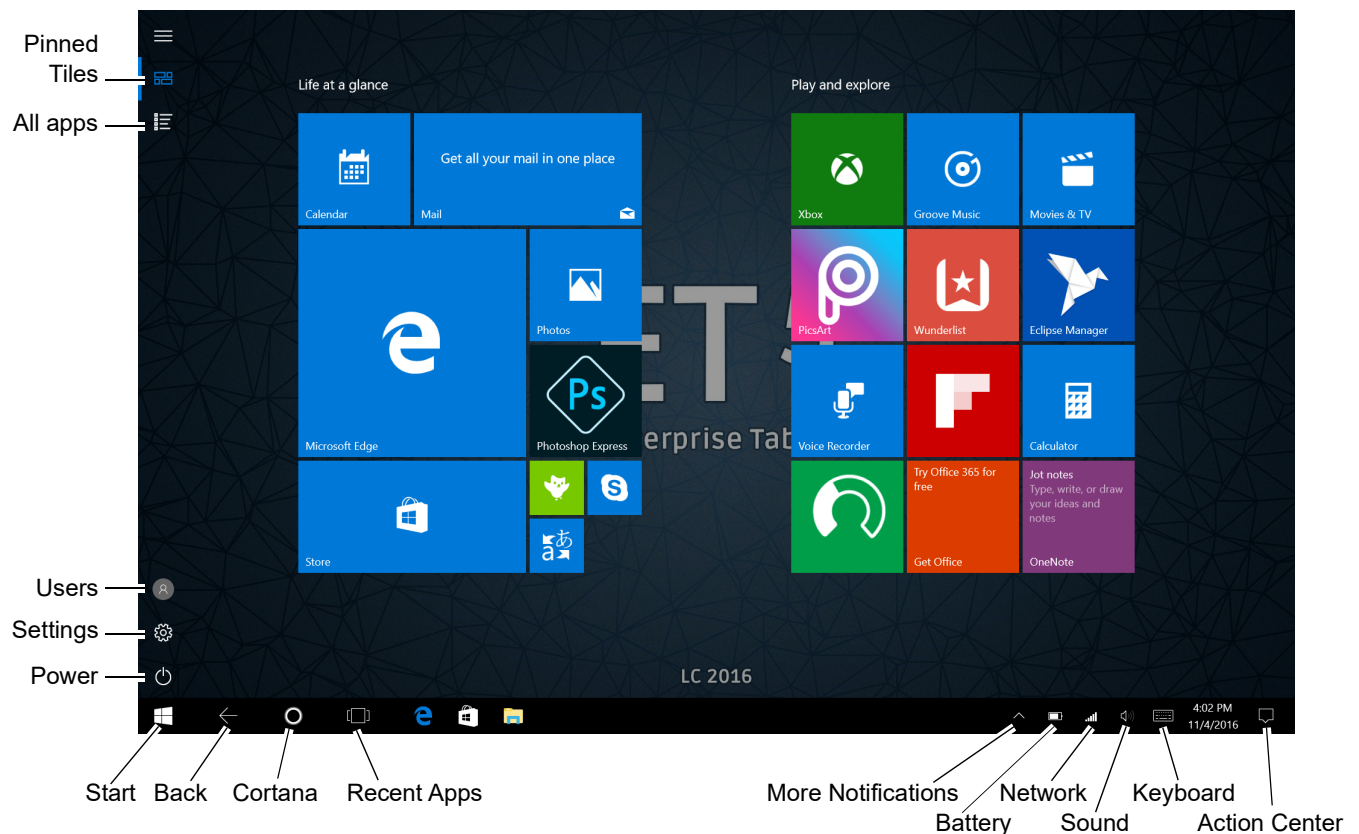 Pinned
Tiles
All apps
Users
Settings
Power
Life at a glance
Play and explore
Calendar
Get all your mail in one place
Mail
Xbox
Groove Music
Movies & TV
Microsoft Edge
Photos
Ps
Photoshop Express
PicsArt
Wunderlist
Eclipse Manager
Voice Recorder
Calculator
Store
あ
a
Try Office 365 for
free
Get Office
Jot notes
Type, write, or draw
your ideas and
notes
OneNote
ET 5
erprise Tab
LC 2016
4:02 PM
11/4/2016
Start
Back
Cortana
Recent Apps
More Notifications
Battery
Network
Sound
Keyboard
Action Center